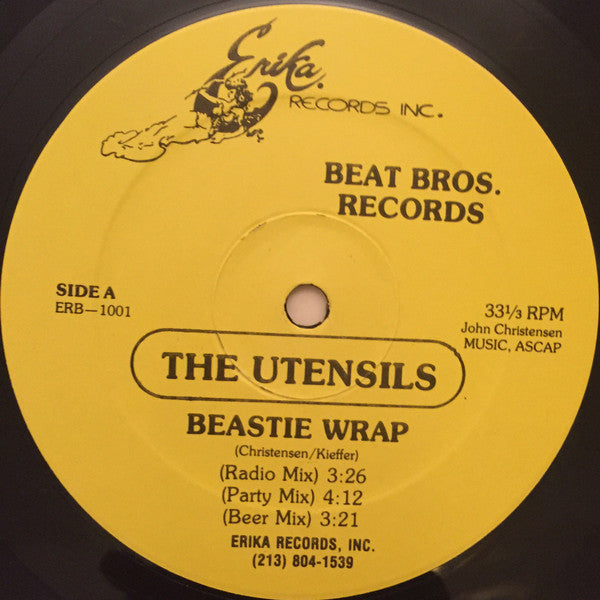 Erika
RECORDS INC.
BEAT BROS.
RECORDS
SIDE A
ERB—1001
33⅓ RPM
John Christensen
MUSIC, ASCAP
THE UTENSILS
BEASTIE WRAP
(Christensen/Kieffer)
(Radio Mix) 3:26
(Party Mix) 4:12
(Beer Mix) 3:21
ERIKA RECORDS, INC.
(213) 804-1539